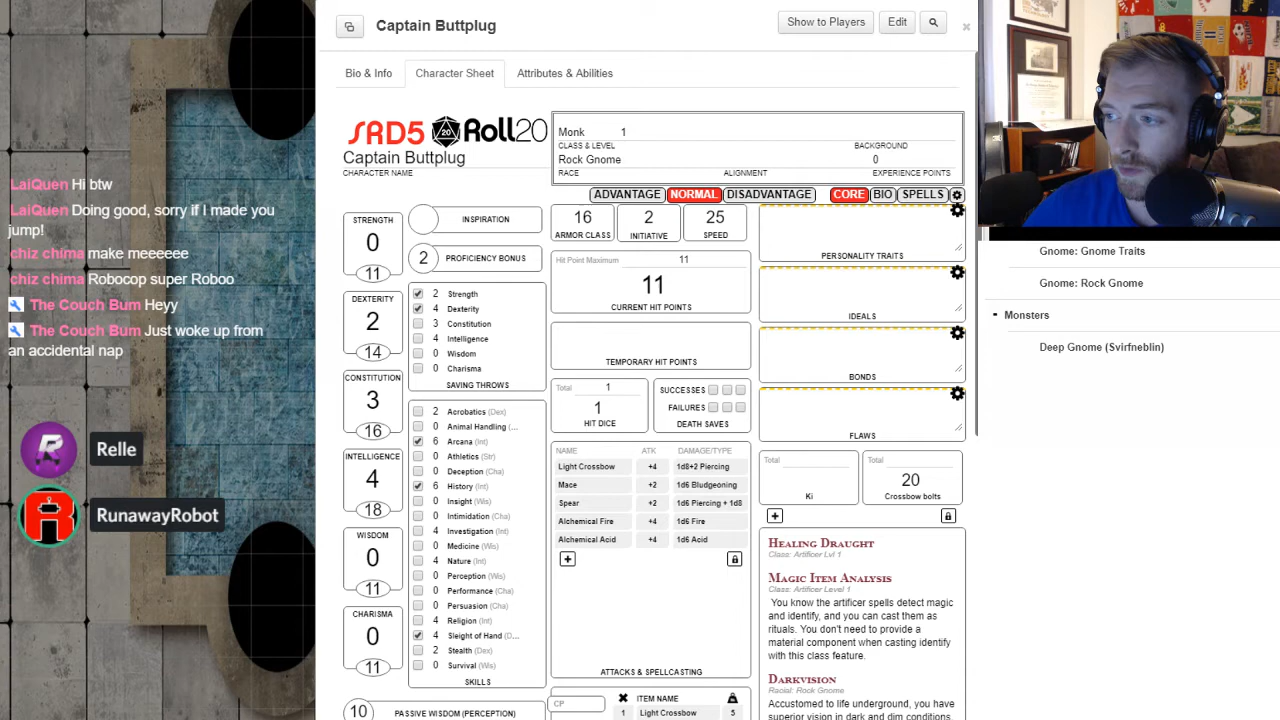 Captain Buttplug
Show to Players
Edit
Bio & Info
Character Sheet
Attributes & Abilities
SRD5 20 Roll20
Captain Buttplug
CHARACTER NAME
Monk 1
CLASS & LEVEL BACKGROUND
Rock Gnome 0
RACE ALIGNMENT EXPERIENCE POINTS
ADVANTAGE NORMAL DISADVANTAGE
CORE BIO SPELLS
LaiQuen Hi btw
LaiQuen Doing good, sorry if I made you
jump!
chiz chima make meeeeee
chiz chima Robocop super Roboo
The Couch Bum Heyy
The Couch Bum Just woke up from
an accidental nap
Relle
RunawayRobot
STRENGTH
0
11
DEXTERITY
2
14
CONSTITUTION
3
16
INTELLIGENCE
4
18
WISDOM
0
11
CHARISMA
0
11
INSPIRATION
2 PROFICIENCY BONUS
2 Strength
4 Dexterity
3 Constitution
4 Intelligence
0 Wisdom
0 Charisma
SAVING THROWS
2 Acrobatics (Dex)
0 Animal Handling (...
6 Arcana (Int)
0 Athletics (Str)
0 Deception (Cha)
6 History (Int)
0 Insight (Wis)
0 Intimidation (Cha)
4 Investigation (Int)
0 Medicine (Wis)
4 Nature (Int)
0 Perception (Wis)
0 Performance (Cha)
0 Persuasion (Cha)
4 Religion (Int)
4 Sleight of Hand (D...
2 Stealth (Dex)
0 Survival (Wis)
SKILLS
10 PASSIVE WISDOM (PERCEPTION)
16
ARMOR CLASS
2
INITIATIVE
25
SPEED
Hit Point Maximum 11
11
CURRENT HIT POINTS
TEMPORARY HIT POINTS
Total 1
1
HIT DICE
SUCCESSES
FAILURES
DEATH SAVES
NAME ATK DAMAGE/TYPE
Light Crossbow +4 1d8+2 Piercing
Mace +2 1d6 Bludgeoning
Spear +2 1d6 Piercing + 1d8
Alchemical Fire +4 1d6 Fire
Alchemical Acid +4 1d6 Acid
+
ATTACKS & SPELLCASTING
CP
ITEM NAME
1 Light Crossbow 5
PERSONALITY TRAITS
IDEALS
BONDS
FLAWS
Total
Ki
Total
20
Crossbow bolts
+
HEALING DRAUGHT
Class: Artificer Lvl 1
MAGIC ITEM ANALYSIS
Class: Artificer Level 1
You know the artificer spells detect magic
and identify, and you can cast them as
rituals. You don't need to provide a
material component when casting identify
with this class feature.
DARKVISION
Racial: Rock Gnome
Accustomed to life underground, you have
superior vision in dark and dim conditions.
Gnome: Gnome Traits
Gnome: Rock Gnome
Monsters
Deep Gnome (Svirfneblin)